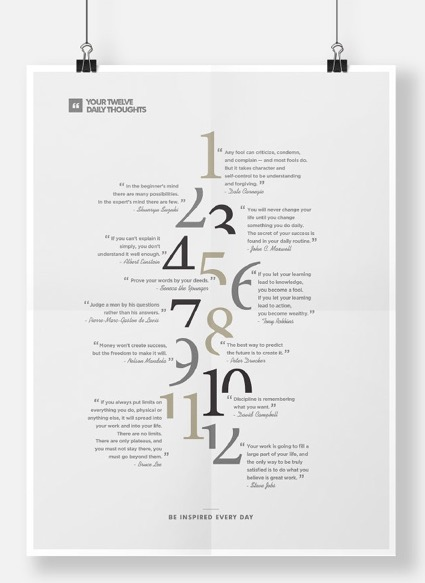 “ YOUR TWELVE
DAILY THOUGHTS
1
“ Any fool can criticize, condemn,
and complain — and most fools do.
But it takes character and
self-control to be understanding
and forgiving. ”
- Dale Carnegie
2
“ In the beginner's mind
there are many possibilities.
In the expert's mind there are few. ”
- Shunryu Suzuki
3
“ You will never change your
life until you change
something you do daily.
The secret of your success is
found in your daily routine. ”
- John C. Maxwell
4
“ If you can't explain it
simply, you don't
understand it well enough. ”
- Albert Einstein
5
“ Prove your words by your deeds. ”
- Seneca the Younger
6
“ If you let your learning
lead to knowledge,
you become a fool.
If you let your learning
lead to action,
you become wealthy. ”
- Tony Robbins
7
“ Judge a man by his questions
rather than his answers. ”
- Pierre-Marc-Gaston de Lévis
8
“ The best way to predict
the future is to create it. ”
- Peter Drucker
9
“ Money won't create success,
but the freedom to make it will. ”
- Nelson Mandela
10
“ Discipline is remembering
what you want. ”
- David Campbell
11
“ If you always put limits on
everything you do, physical or
anything else, it will spread into
your work and into your life.
There are no limits.
There are only plateaus, and
you must not stay there, you
must go beyond them. ”
- Bruce Lee
12
“ Your work is going to fill a
large part of your life, and
the only way to be truly
satisfied is to do what you
believe is great work. ”
- Steve Jobs
BE INSPIRED EVERY DAY